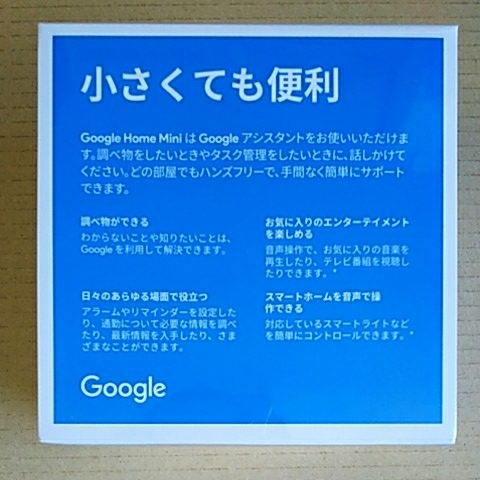 小さくても便利
Google Home Mini は Google アシスタントをお使いいただけま
す。調べ物をしたいときやタスク管理をしたいときに、話しかけて
ください。どの部屋でもハンズフリーで、手間なく簡単にサポート
できます。
調べ物ができる
わからないことや知りたいことは、
Google を利用して解決できます。
お気に入りのエンターテイメント
を楽しめる
音声操作で、お気に入りの音楽を
再生したり、テレビ番組を視聴し
たりできます。*
日々のあらゆる場面で役立つ
アラームやリマインダーを設定した
り、通勤について必要な情報を調べ
たり、最新情報を入手したり、さま
ざまなことができます。
スマートホームを音声で操
作できる
対応しているスマートライトなど
を簡単にコントロールできます。*
Google